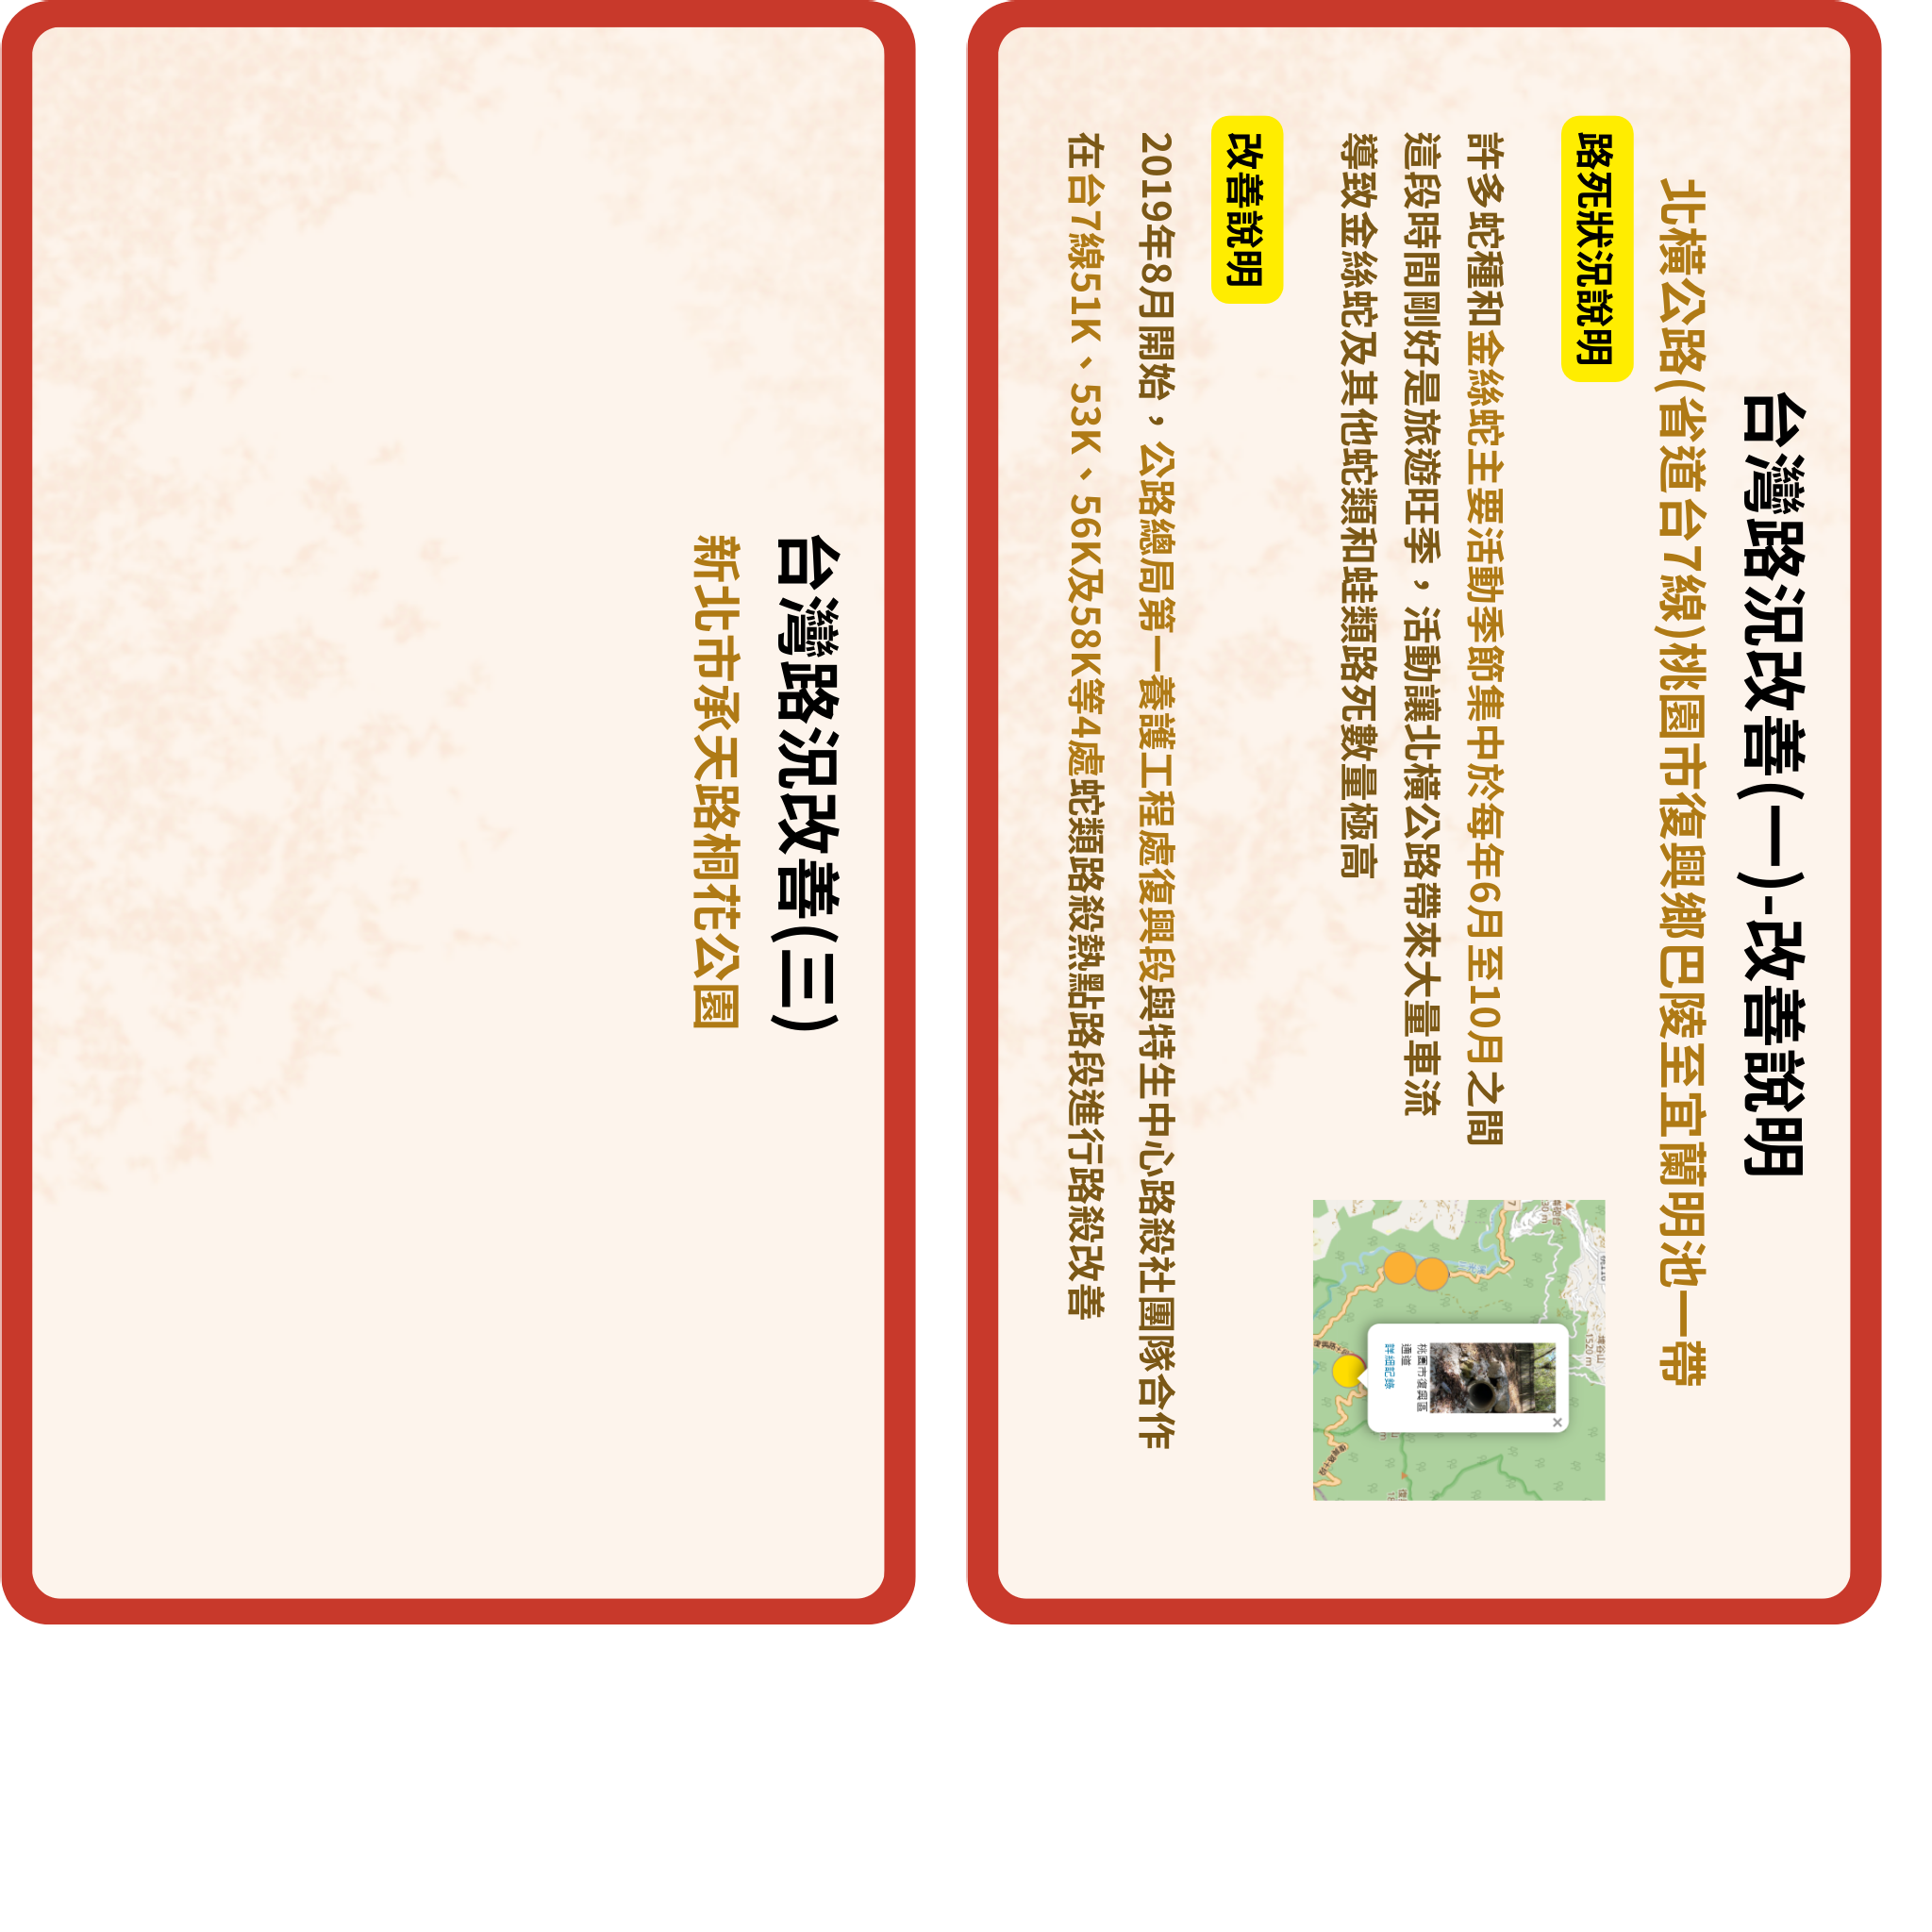 台灣路況改善(一)-改善說明
北橫公路(省道台7線)桃園市復興鄉巴陵至宜蘭明池一帶
路死狀況說明
許多蛇種和金絲蛇主要活動季節集中於每年6月至10月之間
這段時間剛好是旅遊旺季，活動讓北橫公路帶來大量車流
導致金絲蛇及其他蛇類和蛙類路死數量極高
桃園市復興區
通道
詳細記錄
×
1520 m
7
改善說明
2019年8月開始，公路總局第一養護工程處復興段與特生中心路殺社團隊合作
在台7線51K、53K、56K及58K等4處蛇類路殺熱點路段進行路殺改善
台灣路況改善(三)
新北市承天路桐花公園